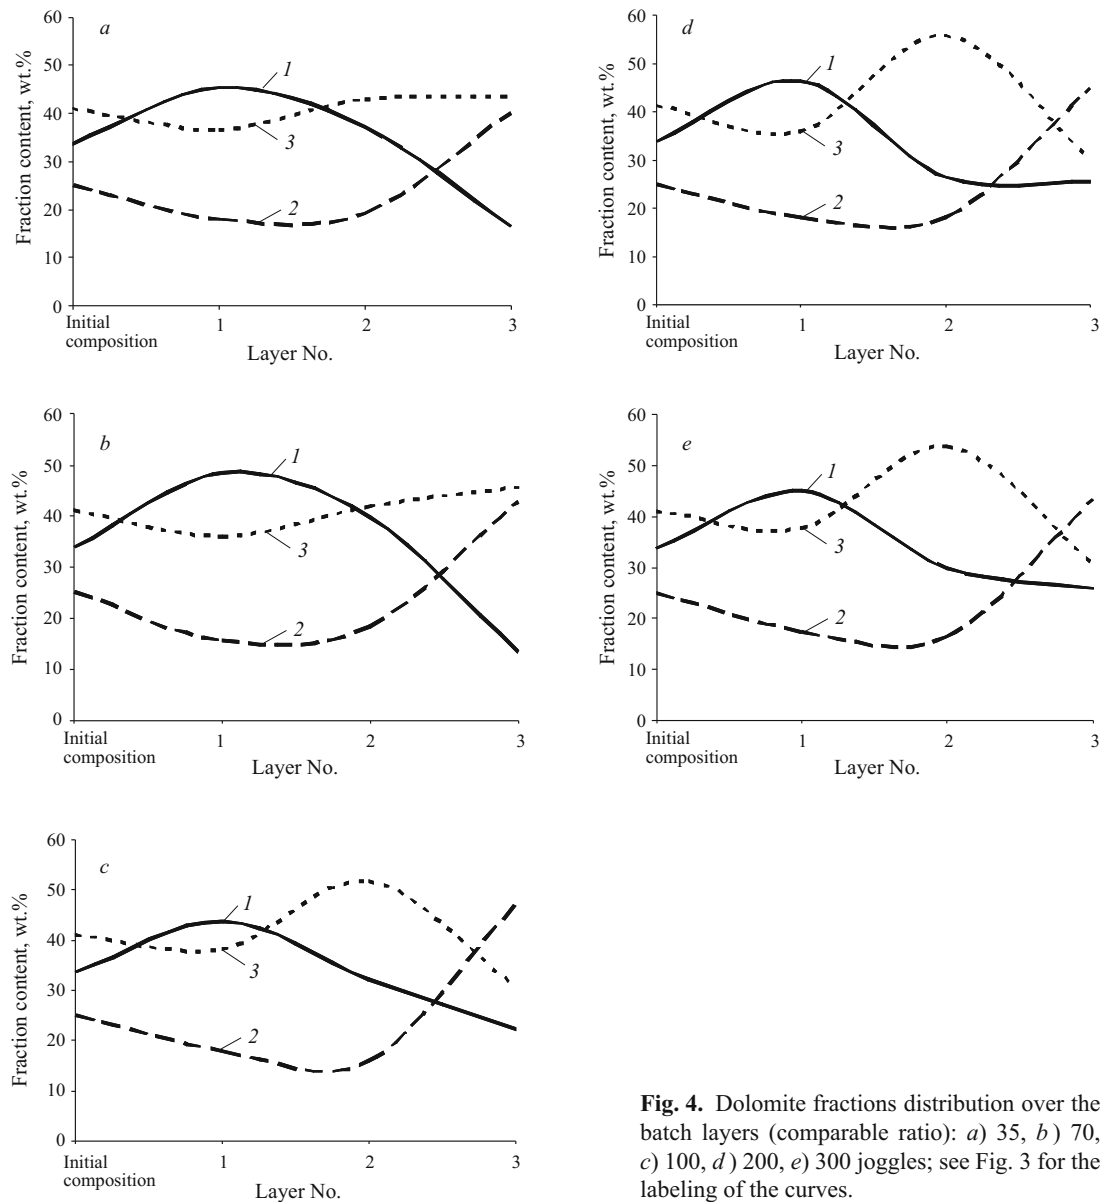 60
50
40
30
20
10
0
Fraction content, wt.%
a
1
3
2
Initial
composition
1
2
3
Layer No.
60
50
40
30
20
10
0
Fraction content, wt.%
d
1
3
2
Initial
composition
1
2
3
Layer No.
60
50
40
30
20
10
0
Fraction content, wt.%
b
1
3
2
Initial
composition
1
2
3
Layer No.
60
50
40
30
20
10
0
Fraction content, wt.%
e
1
3
2
Initial
composition
1
2
3
Layer No.
60
50
40
30
20
10
0
Fraction content, wt.%
c
1
3
2
Initial
composition
1
2
3
Layer No.
Fig. 4. Dolomite fractions distribution over the
batch layers (comparable ratio): a) 35, b ) 70,
c) 100, d ) 200, e) 300 joggles; see Fig. 3 for the
labeling of the curves.